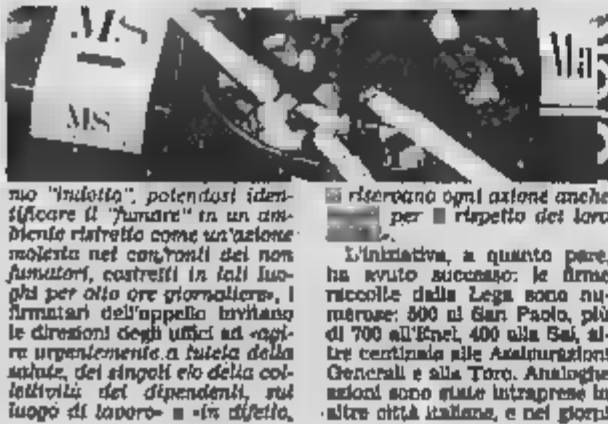 MS
MS
Ma
mo "indotto", potendosi iden-
tificare il "fumare" in un am-
biente ristretto come un'azione
molesta nei confronti dei non
fumatori, costretti in tali luo-
ghi per otto ore giornaliere», i
firmatari dell'appello invitano
le direzioni degli uffici ad «agi-
re urgentemente a tutela della
salute, dei singoli e/o della col-
lettività dei dipendenti, sul
luogo di lavoro» «in difetto,
riservano ogni azione anche
per rispetto dei loro
L'iniziativa, a quanto pare,
ha avuto successo: le firme
raccolte dalla Lega sono nu-
merose: 500 al San Paolo, più
di 700 all'Enel, 400 alla Sai, al-
tre centinaia alle Assicurazioni
Generali e alla Toro. Analoghe
azioni sono state intraprese in
altre città italiane, e nei giorni